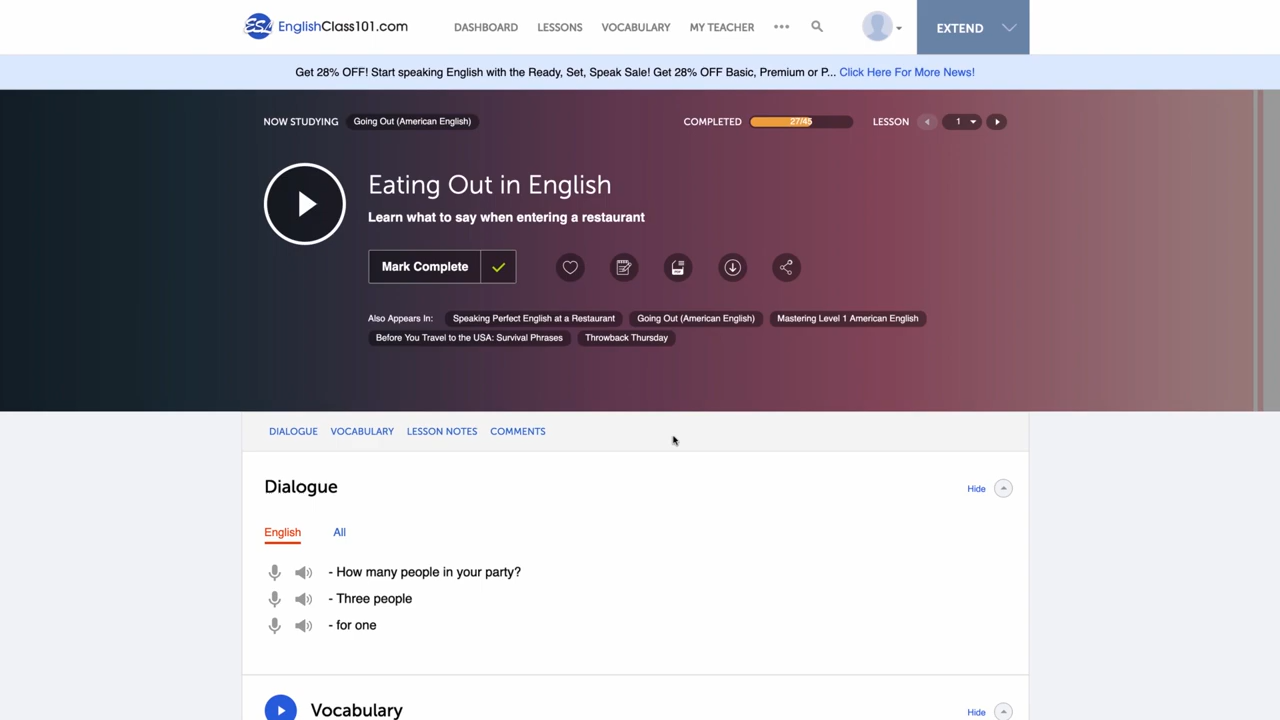 ESL EnglishClass101.com DASHBOARD LESSONS VOCABULARY MY TEACHER EXTEND
Get 28% OFF! Start speaking English with the Ready, Set, Speak Sale! Get 28% OFF Basic, Premium or P... Click Here For More News!
NOW STUDYING Going Out (American English) COMPLETED 27/45 LESSON 1
Eating Out in English
Learn what to say when entering a restaurant
Mark Complete
Also Appears In: Speaking Perfect English at a Restaurant Going Out (American English) Mastering Level 1 American English
Before You Travel to the USA: Survival Phrases Throwback Thursday
DIALOGUE VOCABULARY LESSON NOTES COMMENTS
Dialogue Hide
English All
- How many people in your party?
- Three people
- for one
Vocabulary Hide